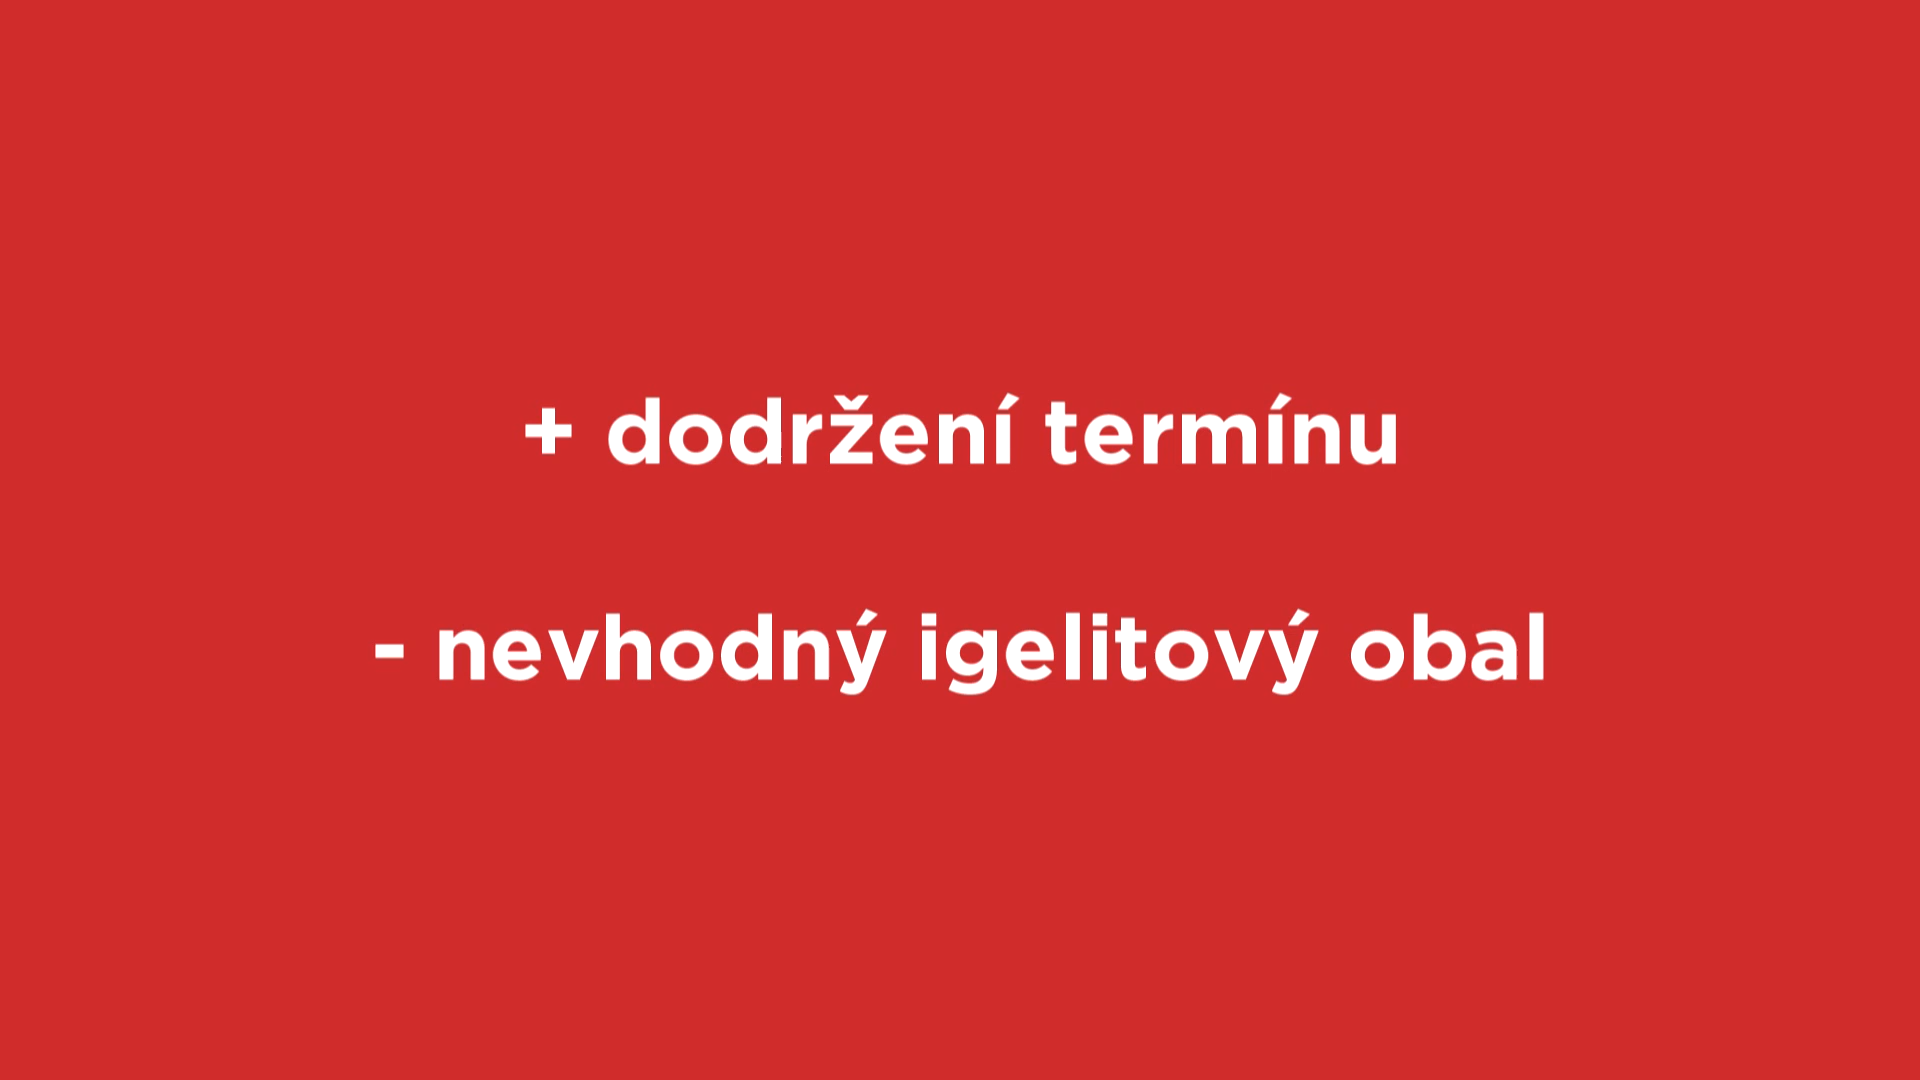 + dodržení termínu
- nevhodný igelitový obal